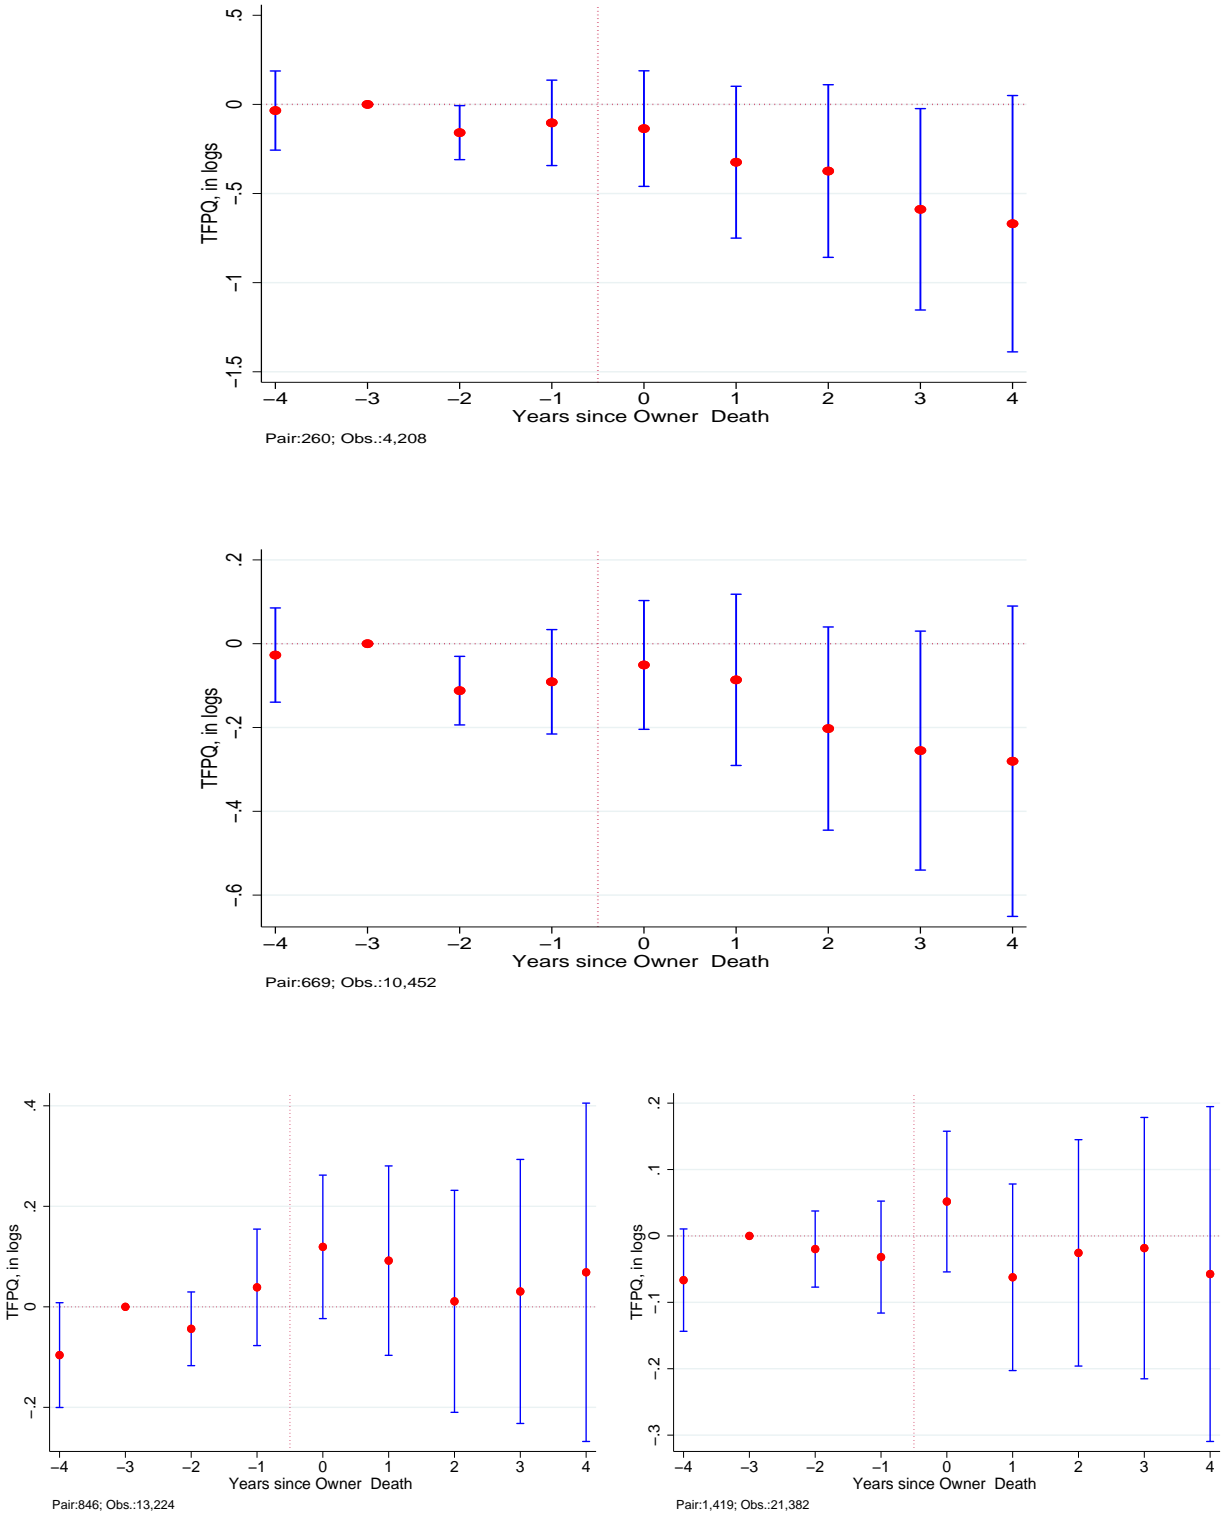 .5
0
−.5
−1
−1.5
TFPQ, in logs
−4 −3 −2 −1 0 1 2 3 4
Years since Owner Death
Pair:260; Obs.:4,208
.2
0
−.2
−.4
−.6
TFPQ, in logs
−4 −3 −2 −1 0 1 2 3 4
Years since Owner Death
Pair:669; Obs.:10,452
.4
.2
0
−.2
TFPQ, in logs
−4 −3 −2 −1 0 1 2 3 4
Years since Owner Death
Pair:846; Obs.:13,224
.2
.1
0
−.1
−.2
−.3
TFPQ, in logs
−4 −3 −2 −1 0 1 2 3 4
Years since Owner Death
Pair:1,419; Obs.:21,382